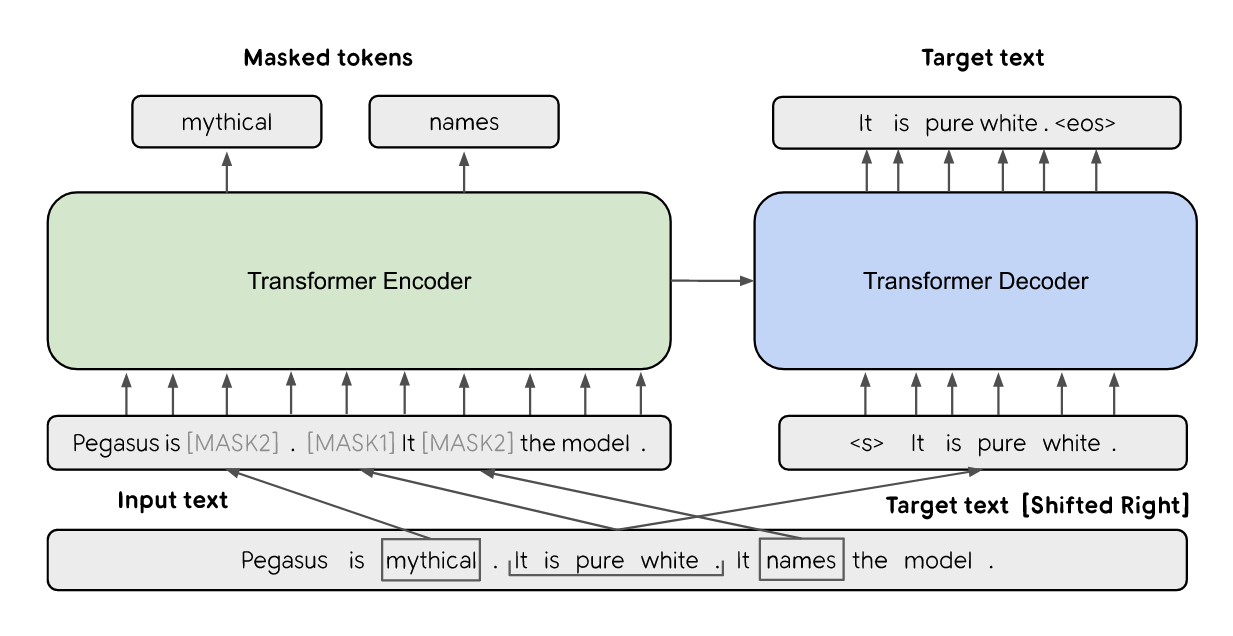 Masked tokens
Target text
mythical
names
It is pure white . <eos>
Transformer Encoder
Transformer Decoder
Pegasus is [MASK2] . [MASK1] It [MASK2] the model .
<s> It is pure white .
Input text
Target text [Shifted Right]
Pegasus is mythical . It is pure white . It names the model .